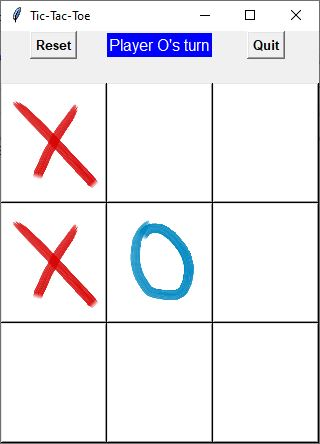 Tic-Tac-Toe
Reset Player O's turn Quit
X
X O